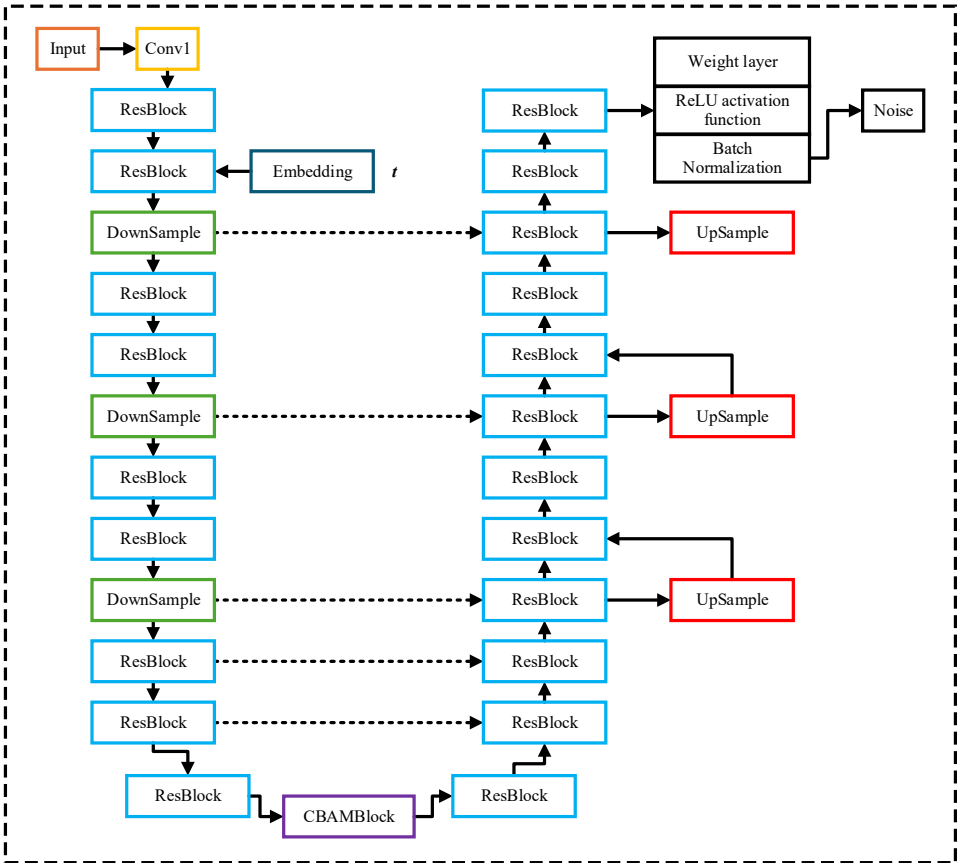 Input
Conv1
ResBlock
ResBlock
Embedding
t
DownSample
ResBlock
ResBlock
DownSample
ResBlock
ResBlock
DownSample
ResBlock
ResBlock
ResBlock
CBAMBlock
ResBlock
ResBlock
ResBlock
ResBlock
UpSample
ResBlock
ResBlock
ResBlock
UpSample
ResBlock
ResBlock
ResBlock
UpSample
ResBlock
ResBlock
Weight layer
ReLU activation
function
Batch
Normalization
Noise